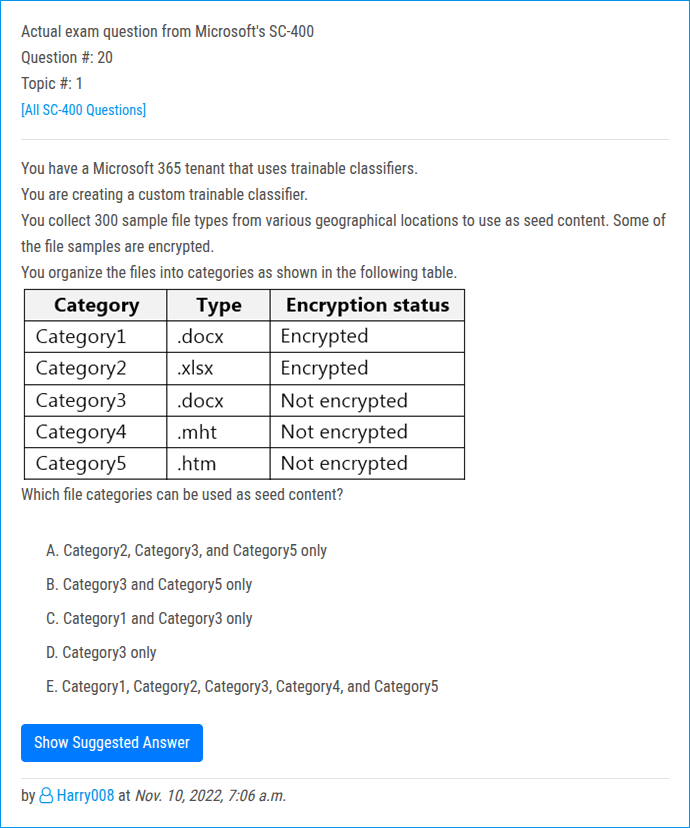 Actual exam question from Microsoft's SC-400
Question #: 20
Topic #: 1
[All SC-400 Questions]
You have a Microsoft 365 tenant that uses trainable classifiers.
You are creating a custom trainable classifier.
You collect 300 sample file types from various geographical locations to use as seed content. Some of
the file samples are encrypted.
You organize the files into categories as shown in the following table.
Category Type Encryption status
Category1 .docx Encrypted
Category2 .xlsx Encrypted
Category3 .docx Not encrypted
Category4 .mht Not encrypted
Category5 .htm Not encrypted
Which file categories can be used as seed content?
A. Category2, Category3, and Category5 only
B. Category3 and Category5 only
C. Category1 and Category3 only
D. Category3 only
E. Category1, Category2, Category3, Category4, and Category5
Show Suggested Answer
by Harry008 at Nov. 10, 2022, 7:06 a.m.